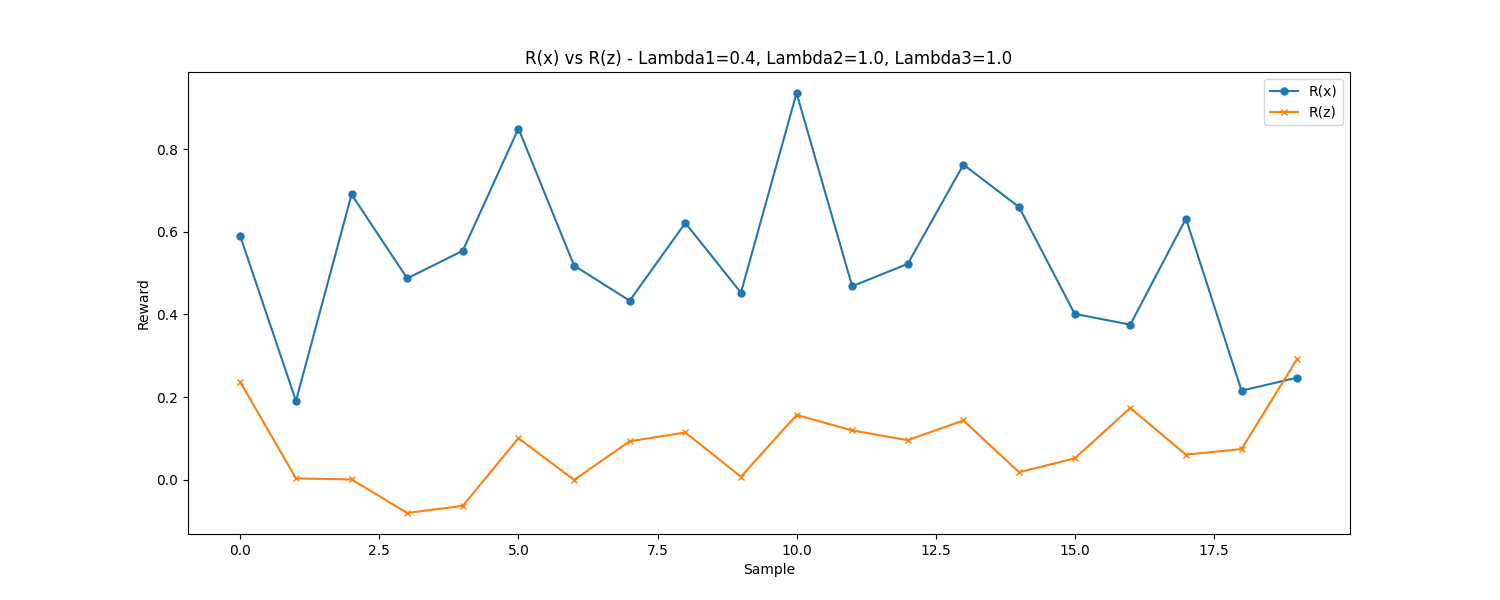 R(x) vs R(z) - Lambda1=0.4, Lambda2=1.0, Lambda3=1.0
R(x)
R(z)
0.8
0.6
0.4
0.2
0.0
Reward
0.0 2.5 5.0 7.5 10.0 12.5 15.0 17.5
Sample